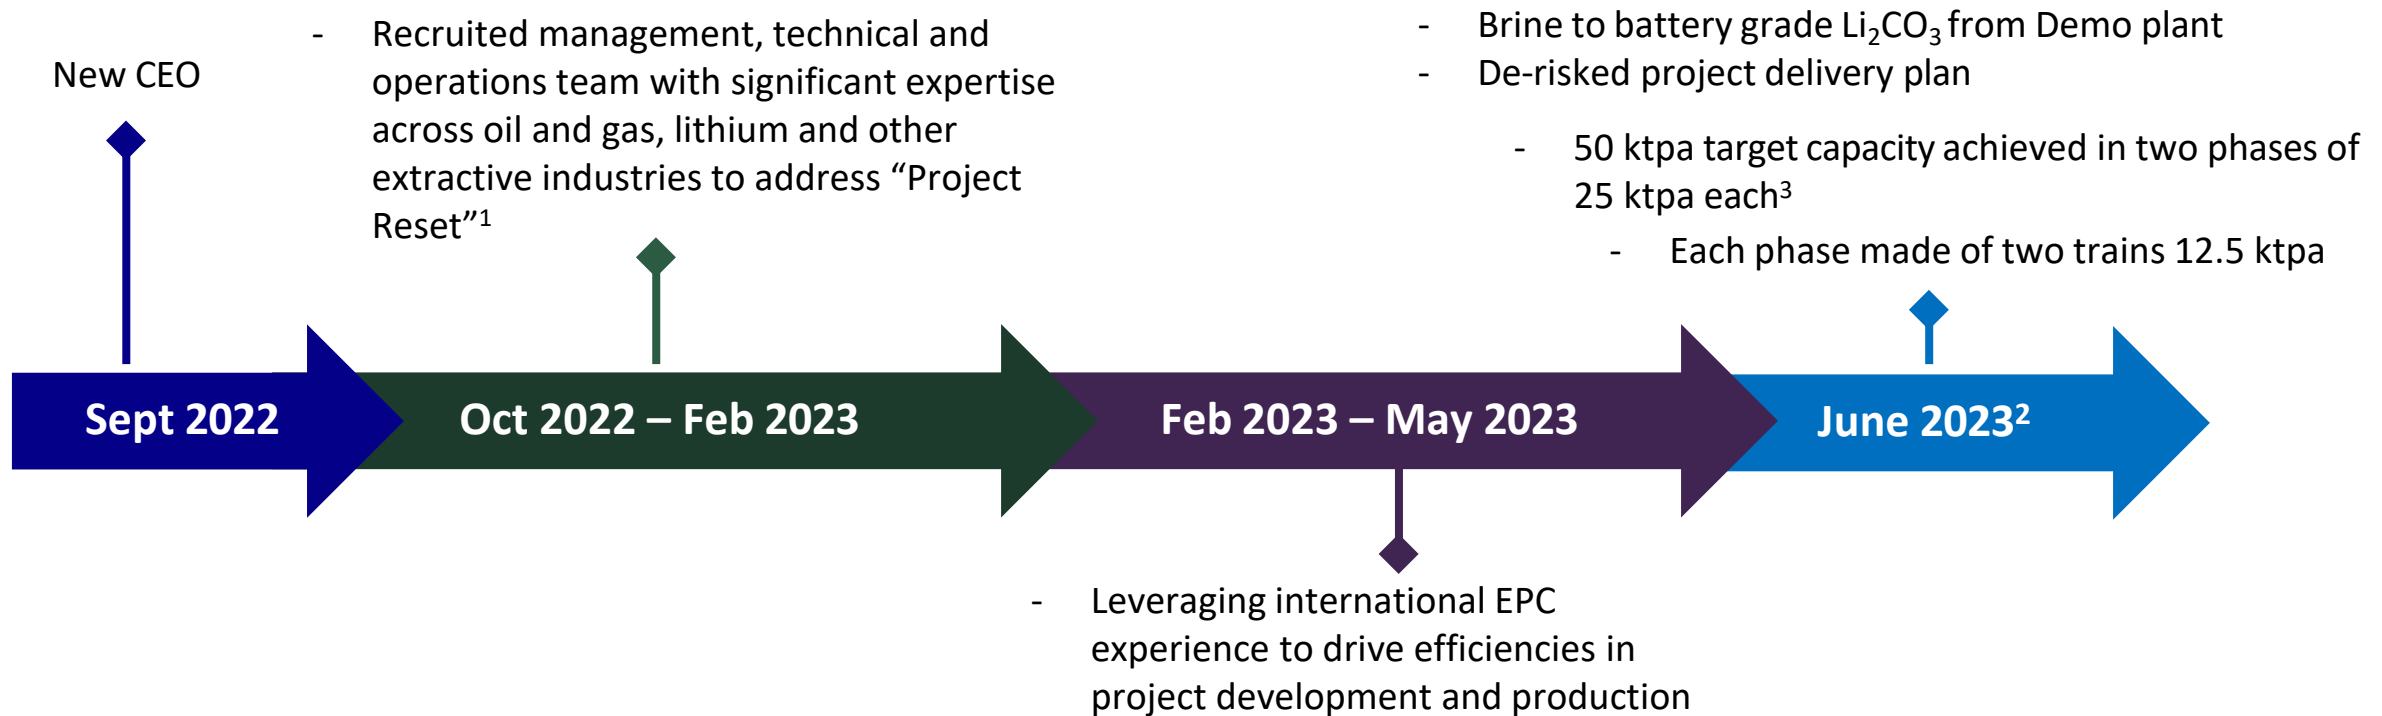 New CEO
- Recruited management, technical and
operations team with significant expertise
across oil and gas, lithium and other
extractive industries to address “Project
Reset”1
- Brine to battery grade Li2CO3 from Demo plant
- De-risked project delivery plan
- 50 ktpa target capacity achieved in two phases of
25 ktpa each3
- Each phase made of two trains 12.5 ktpa
Sept 2022
Oct 2022 – Feb 2023
Feb 2023 – May 2023
June 20232
- Leveraging international EPC
experience to drive efficiencies in
project development and production